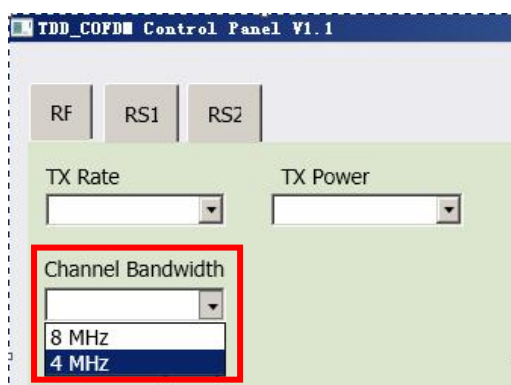 TDD_COFDM Control Panel V1.1
RF RS1 RS2
TX Rate TX Power
Channel Bandwidth
8 MHz
4 MHz